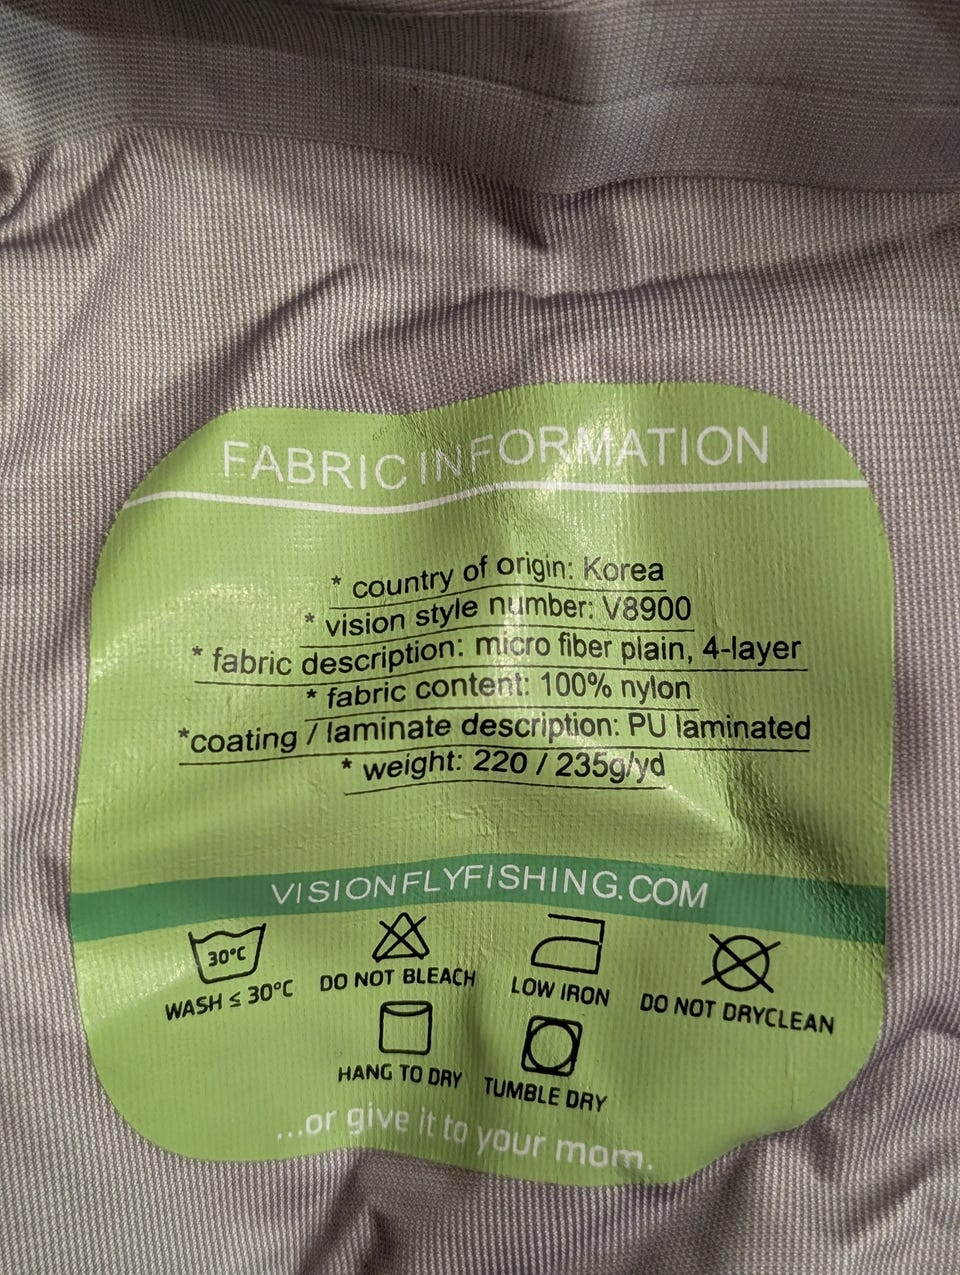 FABRIC INFORMATION
* country of origin: Korea
* vision style number: V8900
* fabric description: micro fiber plain, 4-layer
* fabric content: 100% nylon
*coating / laminate description: PU laminated
* weight: 220 / 235g/yd
VISIONFLYFISHING.COM
30°C
WASH ≤ 30°C
DO NOT BLEACH
LOW IRON
DO NOT DRYCLEAN
HANG TO DRY
TUMBLE DRY
...or give it to your mom.